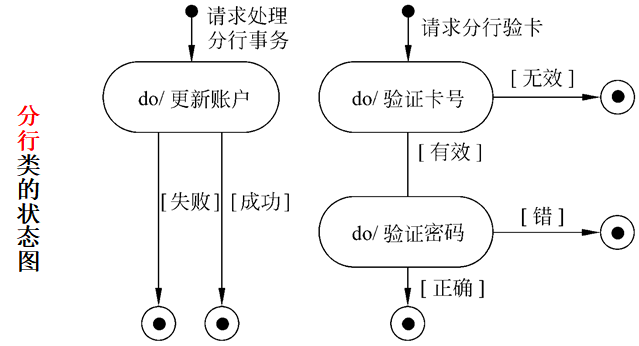 分行类的状态图
请求处理
分行事务
do/ 更新账户
[ 失败 ]
[ 成功 ]
请求分行验卡
do/ 验证卡号
[ 无效 ]
[ 有效 ]
do/ 验证密码
[ 错 ]
[ 正确 ]